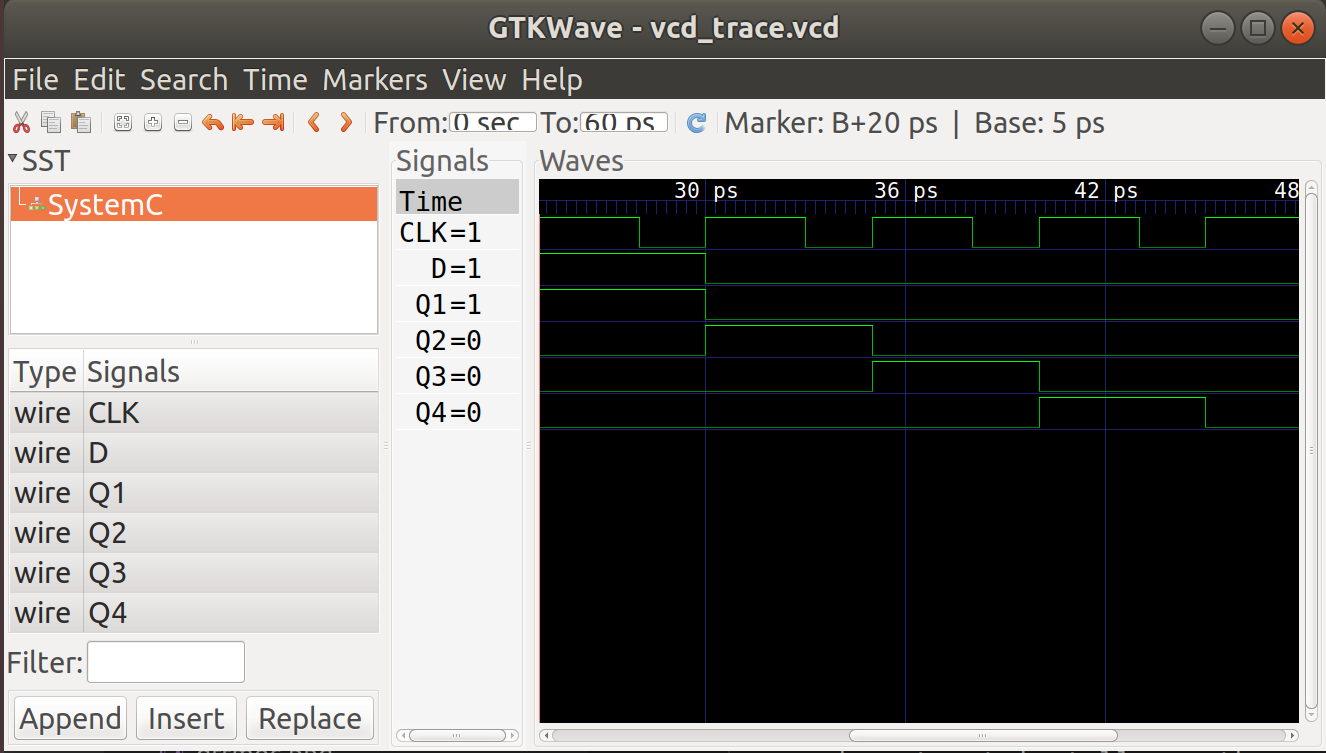 GTKWave - vcd_trace.vcd
File Edit Search Time Markers View Help
From: 0 sec To: 60 ps Marker: B+20 ps | Base: 5 ps
SST
SystemC
Type Signals
wire CLK
wire D
wire Q1
wire Q2
wire Q3
wire Q4
Filter:
Append Insert Replace
Signals
Time
CLK=1
D=1
Q1=1
Q2=0
Q3=0
Q4=0
Waves
30 ps 36 ps 42 ps 48